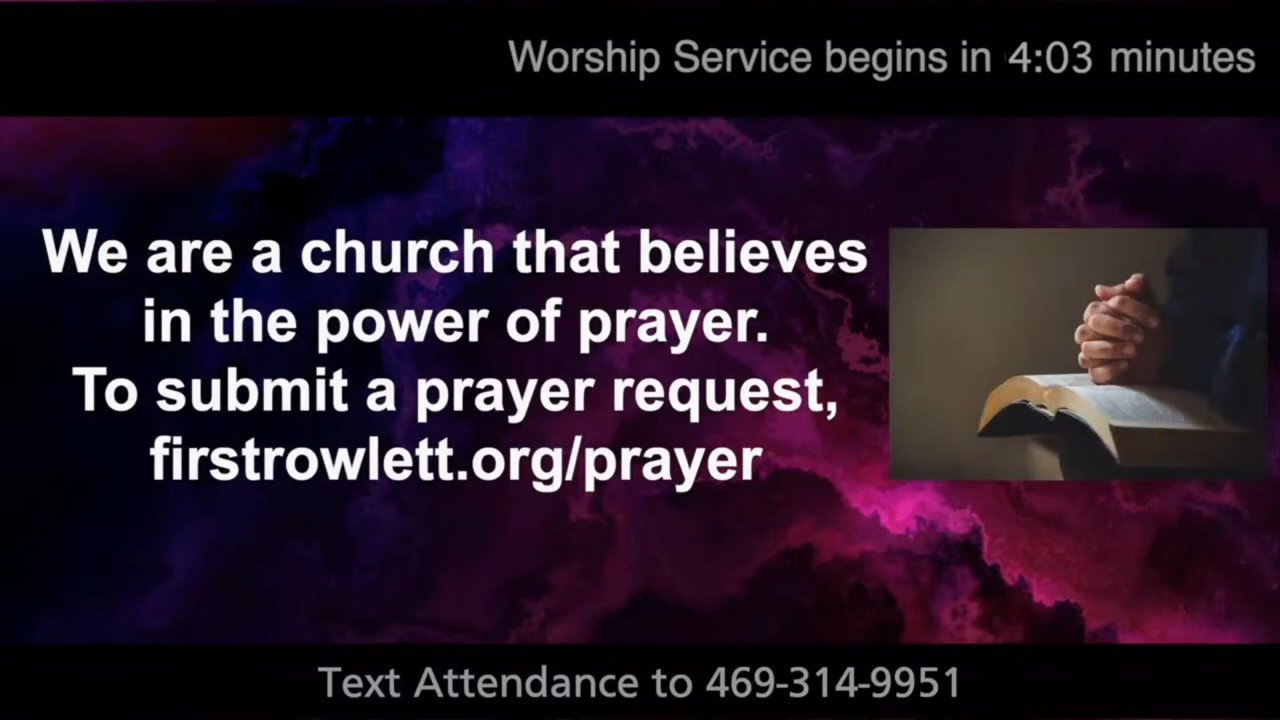 Worship Service begins in 4:03 minutes
We are a church that believes
in the power of prayer.
To submit a prayer request,
firstrowlett.org/prayer
Text Attendance to 469-314-9951